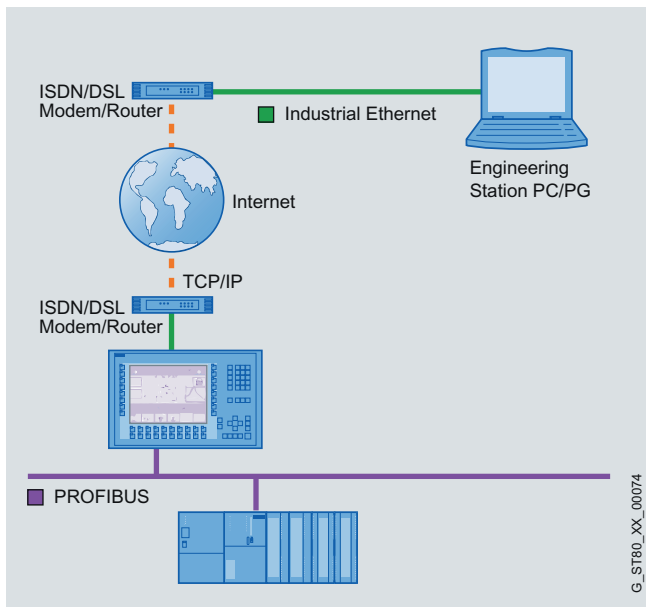 ISDN/DSL
Modem/Router
Industrial Ethernet
Engineering
Station PC/PG
Internet
TCP/IP
ISDN/DSL
Modem/Router
PROFIBUS
G_ST80_XX_00074